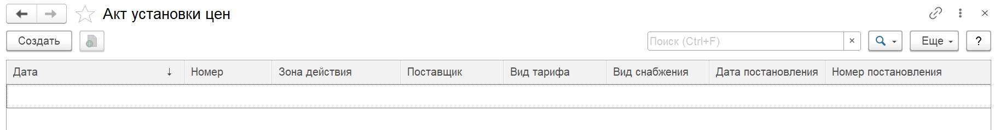 Акт установки цен
Создать Поиск (Ctrl+F) × Еще ?
Дата ↓ Номер Зона действия Поставщик Вид тарифа Вид снабжения Дата постановления Номер постановления